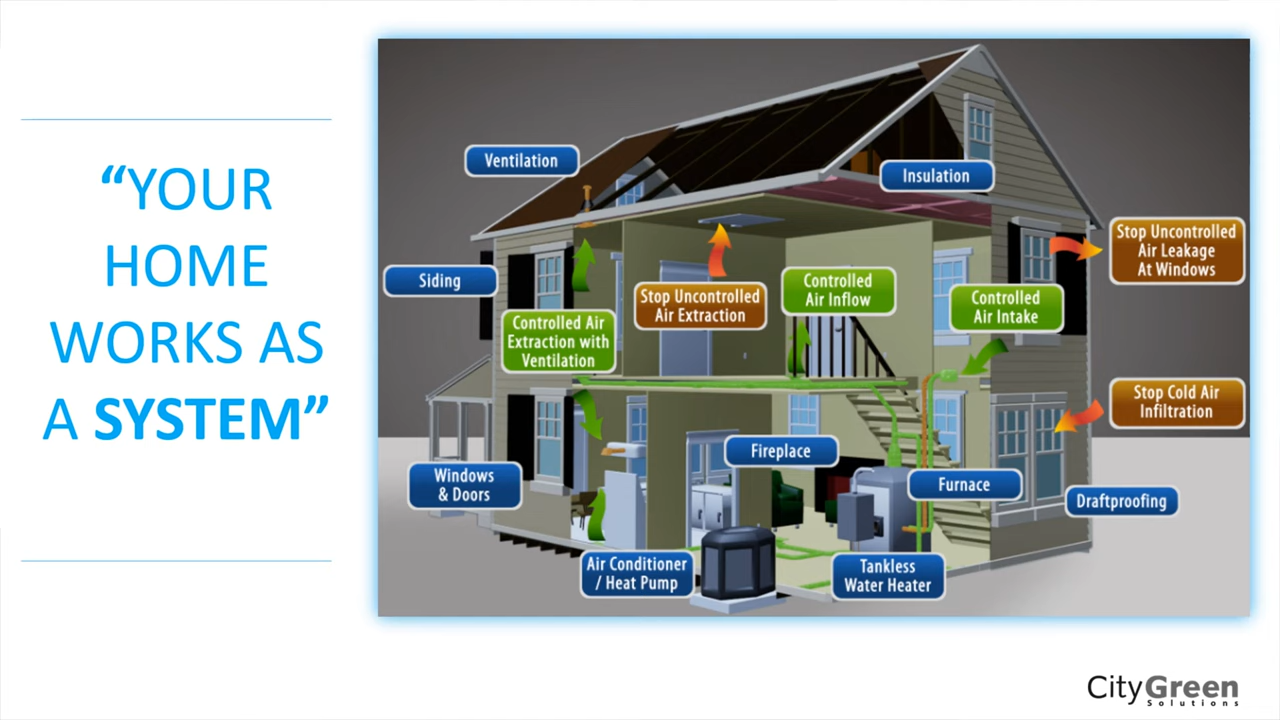 “YOUR
HOME
WORKS AS
A SYSTEM”
Ventilation
Insulation
Stop Uncontrolled
Air Leakage
At Windows
Siding
Stop Uncontrolled
Air Extraction
Controlled
Air Inflow
Controlled
Air Intake
Controlled Air
Extraction with
Ventilation
Stop Cold Air
Infiltration
Fireplace
Windows
& Doors
Furnace
Draftproofing
Air Conditioner
/ Heat Pump
Tankless
Water Heater
CityGreen
Solutions